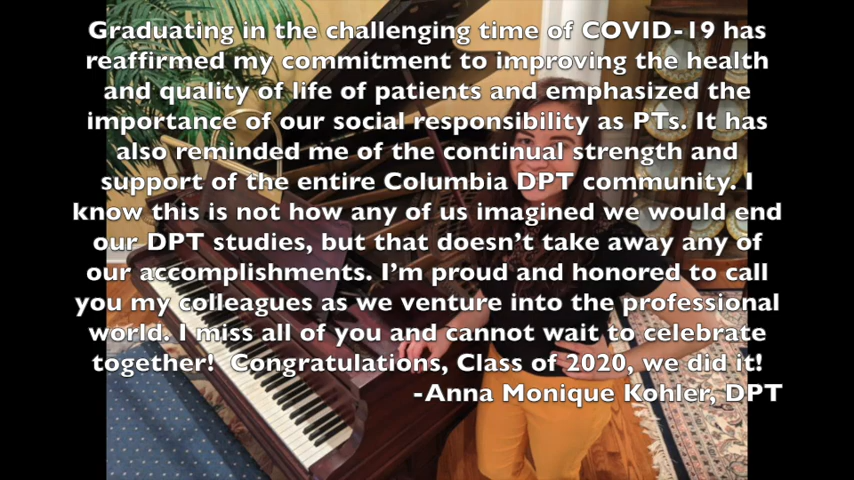 Graduating in the challenging time of COVID-19 has
reaffirmed my commitment to improving the health
and quality of life of patients and emphasized the
importance of our social responsibility as PTs. It has
also reminded me of the continual strength and
support of the entire Columbia DPT community. I
know this is not how any of us imagined we would end
our DPT studies, but that doesn’t take away any of
our accomplishments. I’m proud and honored to call
you my colleagues as we venture into the professional
world. I miss all of you and cannot wait to celebrate
together!  Congratulations, Class of 2020, we did it!
-Anna Monique Kohler, DPT